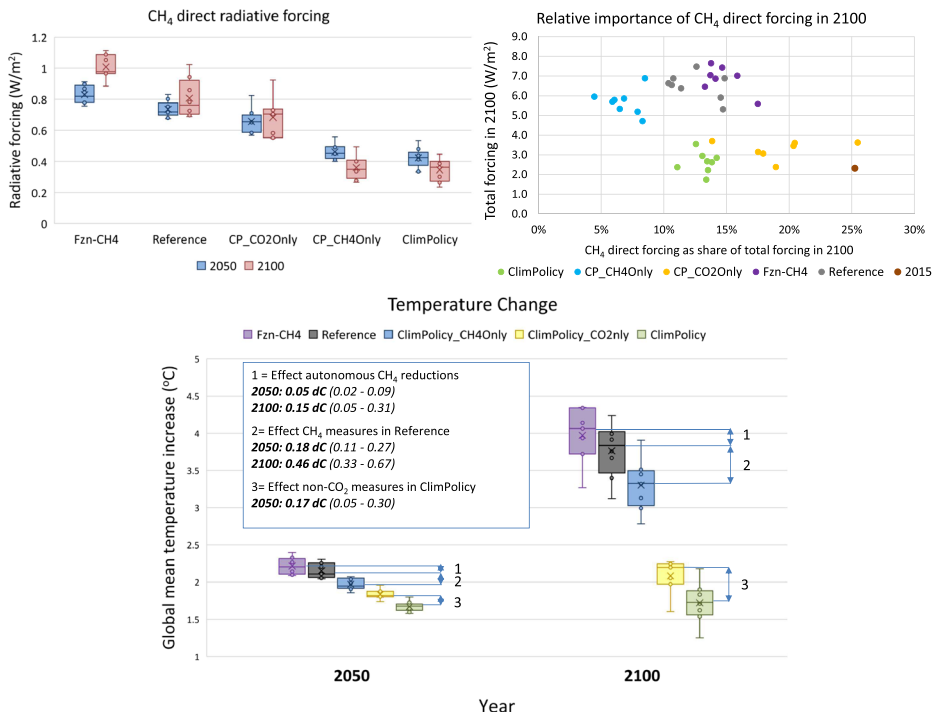 CH4 direct radiative forcing
Radiative forcing (W/m2)
1.2
1
0.8
0.6
0.4
0.2
0
Fzn-CH4 Reference CP_CO2Only CP_CH4Only ClimPolicy
2050 2100
Relative importance of CH4 direct forcing in 2100
Total forcing in 2100 (W/m2)
9.0
8.0
7.0
6.0
5.0
4.0
3.0
2.0
1.0
0.0
0% 5% 10% 15% 20% 25% 30%
CH4 direct forcing as share of total forcing in 2100
ClimPolicy CP_CH4Only CP_CO2Only Fzn-CH4 Reference 2015
Temperature Change
Fzn-CH4 Reference ClimPolicy_CH4Only ClimPolicy_CO2nly ClimPolicy
Global mean temperature increase (oC)
5
4.5
4
3.5
3
2.5
2
1.5
1
1 = Effect autonomous CH4 reductions
2050: 0.05 dC (0.02 - 0.09)
2100: 0.15 dC (0.05 - 0.31)
2= Effect CH4 measures in Reference
2050: 0.18 dC (0.11 - 0.27)
2100: 0.46 dC (0.33 - 0.67)
3= Effect non-CO2 measures in ClimPolicy
2050: 0.17 dC (0.05 - 0.30)
1
2
3
1
2
3
2050 2100
Year